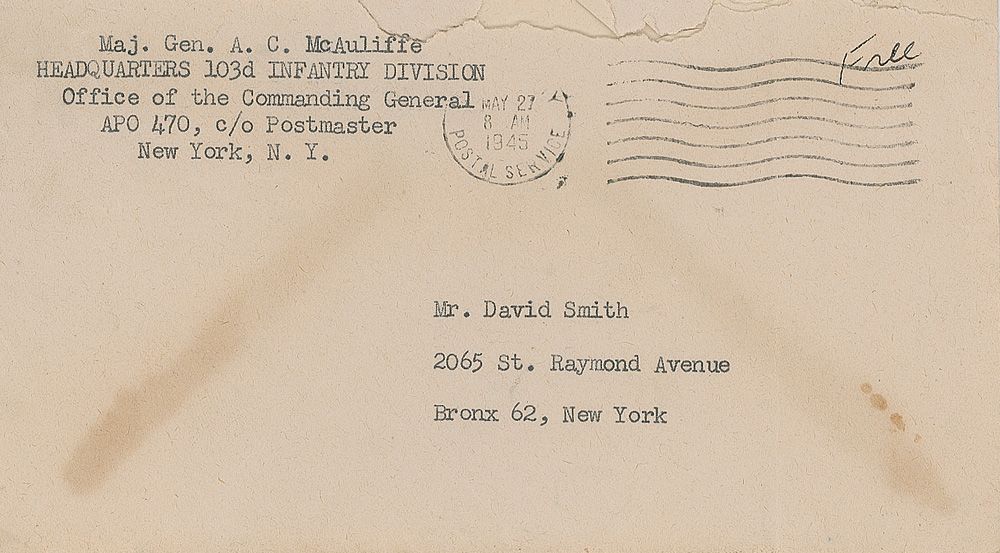 Maj. Gen. A. C. McAuliffe
HEADQUARTERS 103d INFANTRY DIVISION
Office of the Commanding General
APO 470, c/o Postmaster
New York, N. Y.
MAY 27
8 AM
1945
POSTAL SERVICE
Free
Mr. David Smith
2065 St. Raymond Avenue
Bronx 62, New York